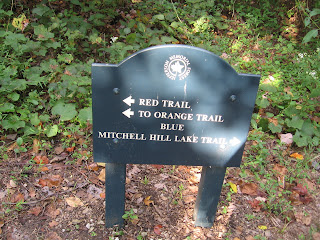 RED TRAIL
TO ORANGE TRAIL
BLUE
MITCHELL HILL LAKE TRAIL